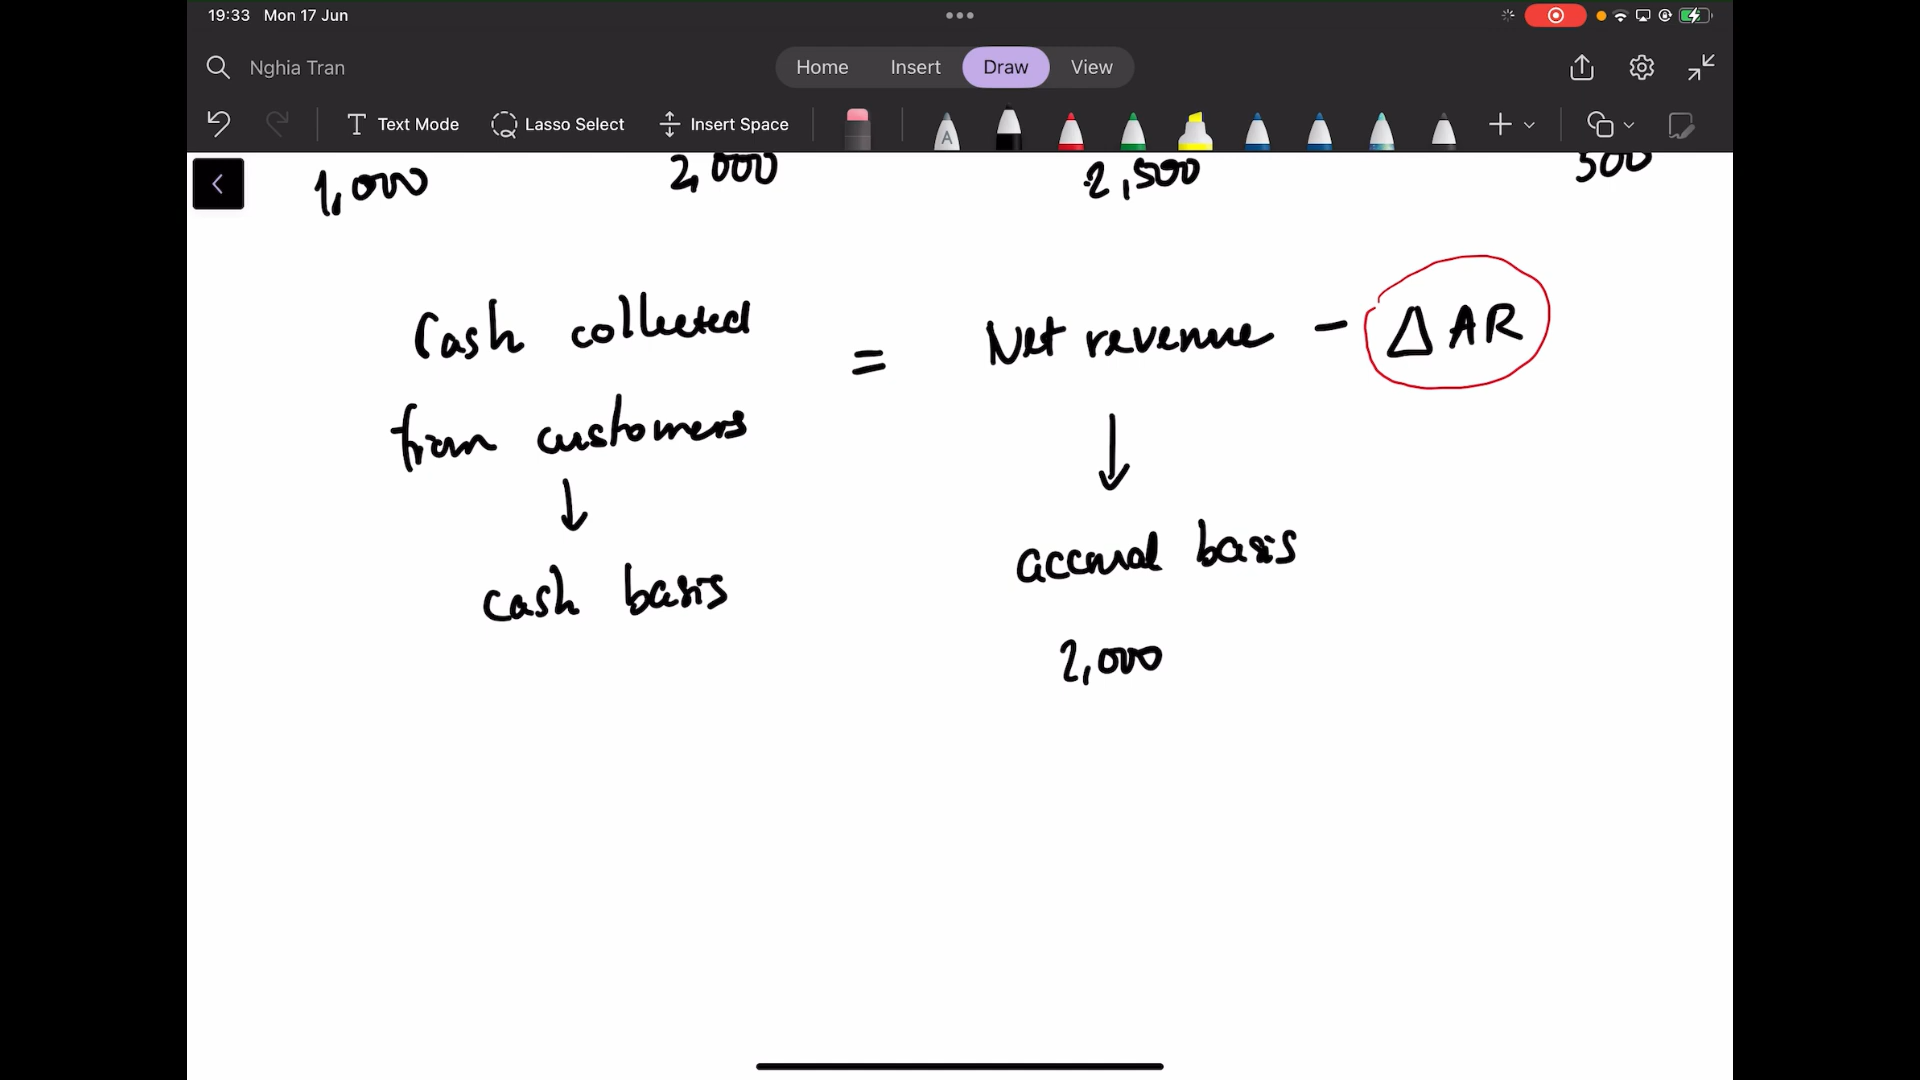 19:33 Mon 17 Jun
Nghia Tran
Home Insert Draw View
Text Mode Lasso Select Insert Space
A
1,000 2,000 2,500 500
Cash collected
from customers
= Net revenue - Δ AR
↓ ↓
cash basis accrual basis
2,000